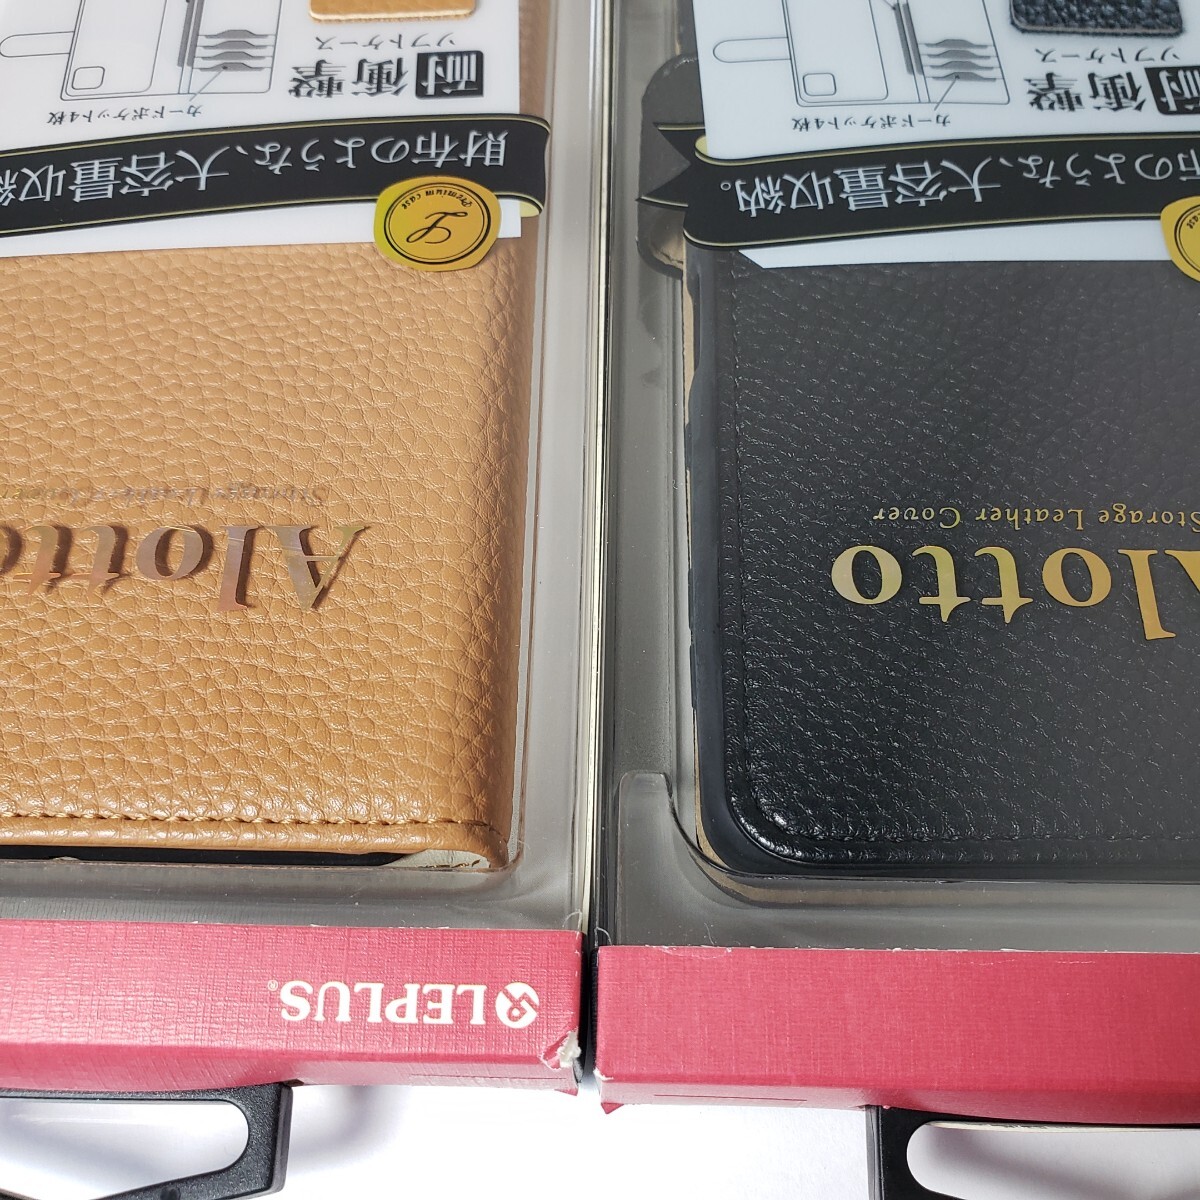 LEPLUS®
Alotto
Storage Leather Cover
Premium case
財布のような、大容量収納
カードポケット4枚
耐衝撃
ソフトケース
Alotto
Storage Leather Cover
布のような、大容量収納。
カードポケット4枚
耐衝撃
ソフトケース